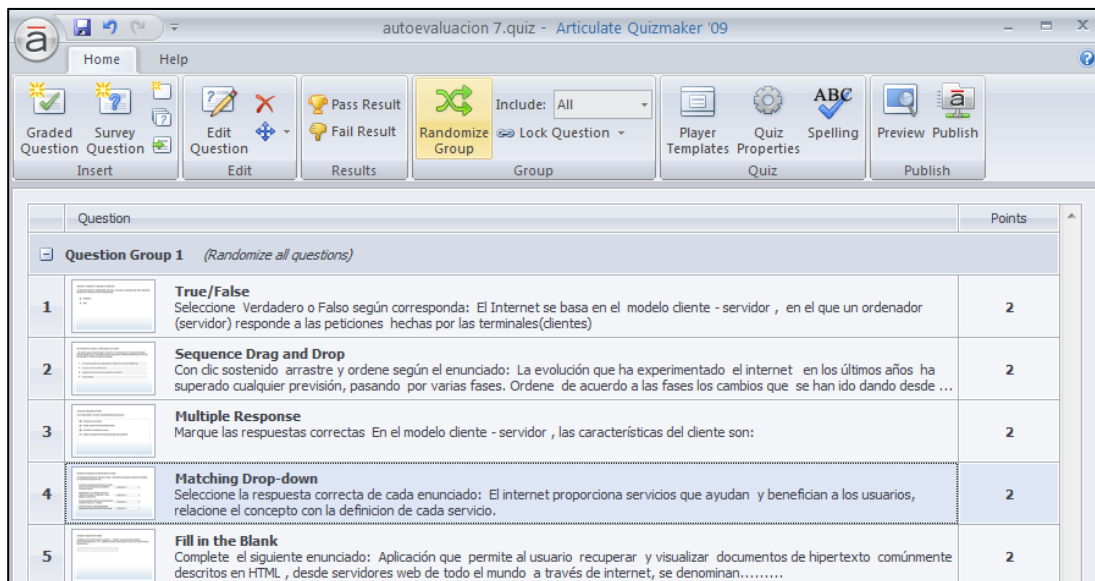 autoevaluacion 7.quiz - Articulate Quizmaker '09
Home Help
Graded Question
Survey Question
Insert
Edit Question
Edit
Pass Result
Fail Result
Results
Randomize Group
Include: All
Lock Question
Group
Player Templates
Quiz Properties
ABC
Spelling
Quiz
Preview
Publish
Publish
Question Points
Question Group 1 (Randomize all questions)
1
True/False
Seleccione Verdadero o Falso según corresponda: El Internet se basa en el modelo cliente - servidor , en el que un ordenador
(servidor) responde a las peticiones hechas por las terminales(clientes)
2
2
Sequence Drag and Drop
Con clic sostenido arrastre y ordene según el enunciado: La evolución que ha experimentado el internet en los últimos años ha
superado cualquier previsión, pasando por varias fases. Ordene de acuerdo a las fases los cambios que se han ido dando desde ...
2
3
Multiple Response
Marque las respuestas correctas En el modelo cliente - servidor , las características del cliente son:
2
4
Matching Drop-down
Seleccione la respuesta correcta de cada enunciado: El internet proporciona servicios que ayudan y benefician a los usuarios,
relacione el concepto con la definicion de cada servicio.
2
5
Fill in the Blank
Complete el siguiente enunciado: Aplicación que permite al usuario recuperar y visualizar documentos de hipertexto comúnmente
descritos en HTML , desde servidores web de todo el mundo a través de internet, se denominan.........
2